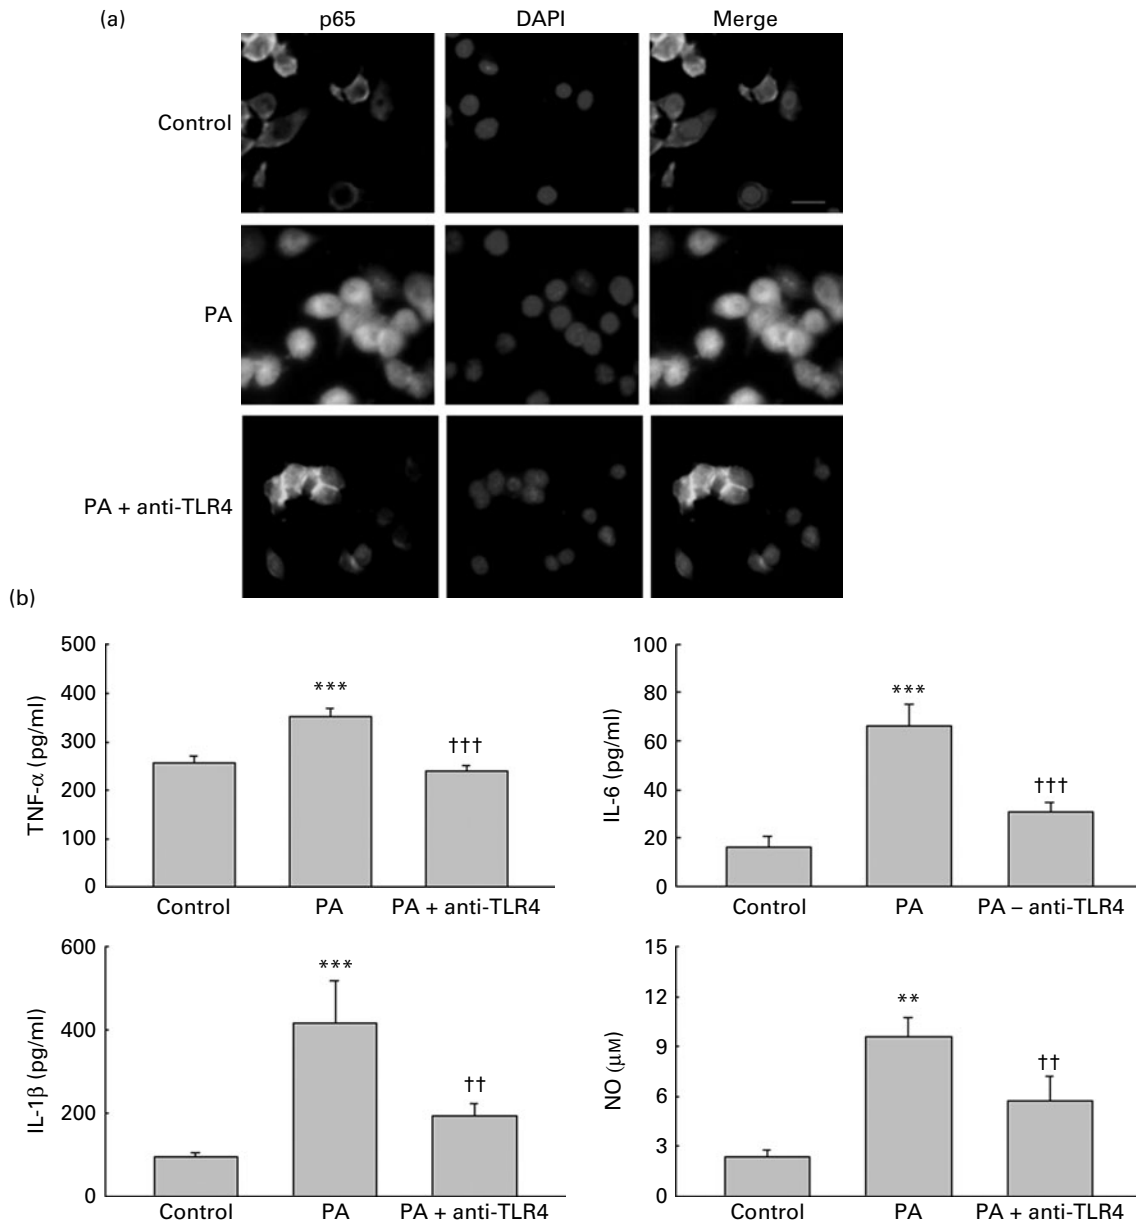 (a)
p65 DAPI Merge
Control
PA
PA + anti-TLR4
(b)
TNF-α (pg/ml)
500
400
300
200
100
0
***
†††
Control PA PA + anti-TLR4
IL-6 (pg/ml)
100
80
60
40
20
0
***
†††
Control PA PA – anti-TLR4
IL-1β (pg/ml)
600
400
200
0
***
††
Control PA PA + anti-TLR4
NO (μM)
15
12
9
6
3
0
**
††
Control PA PA + anti-TLR4